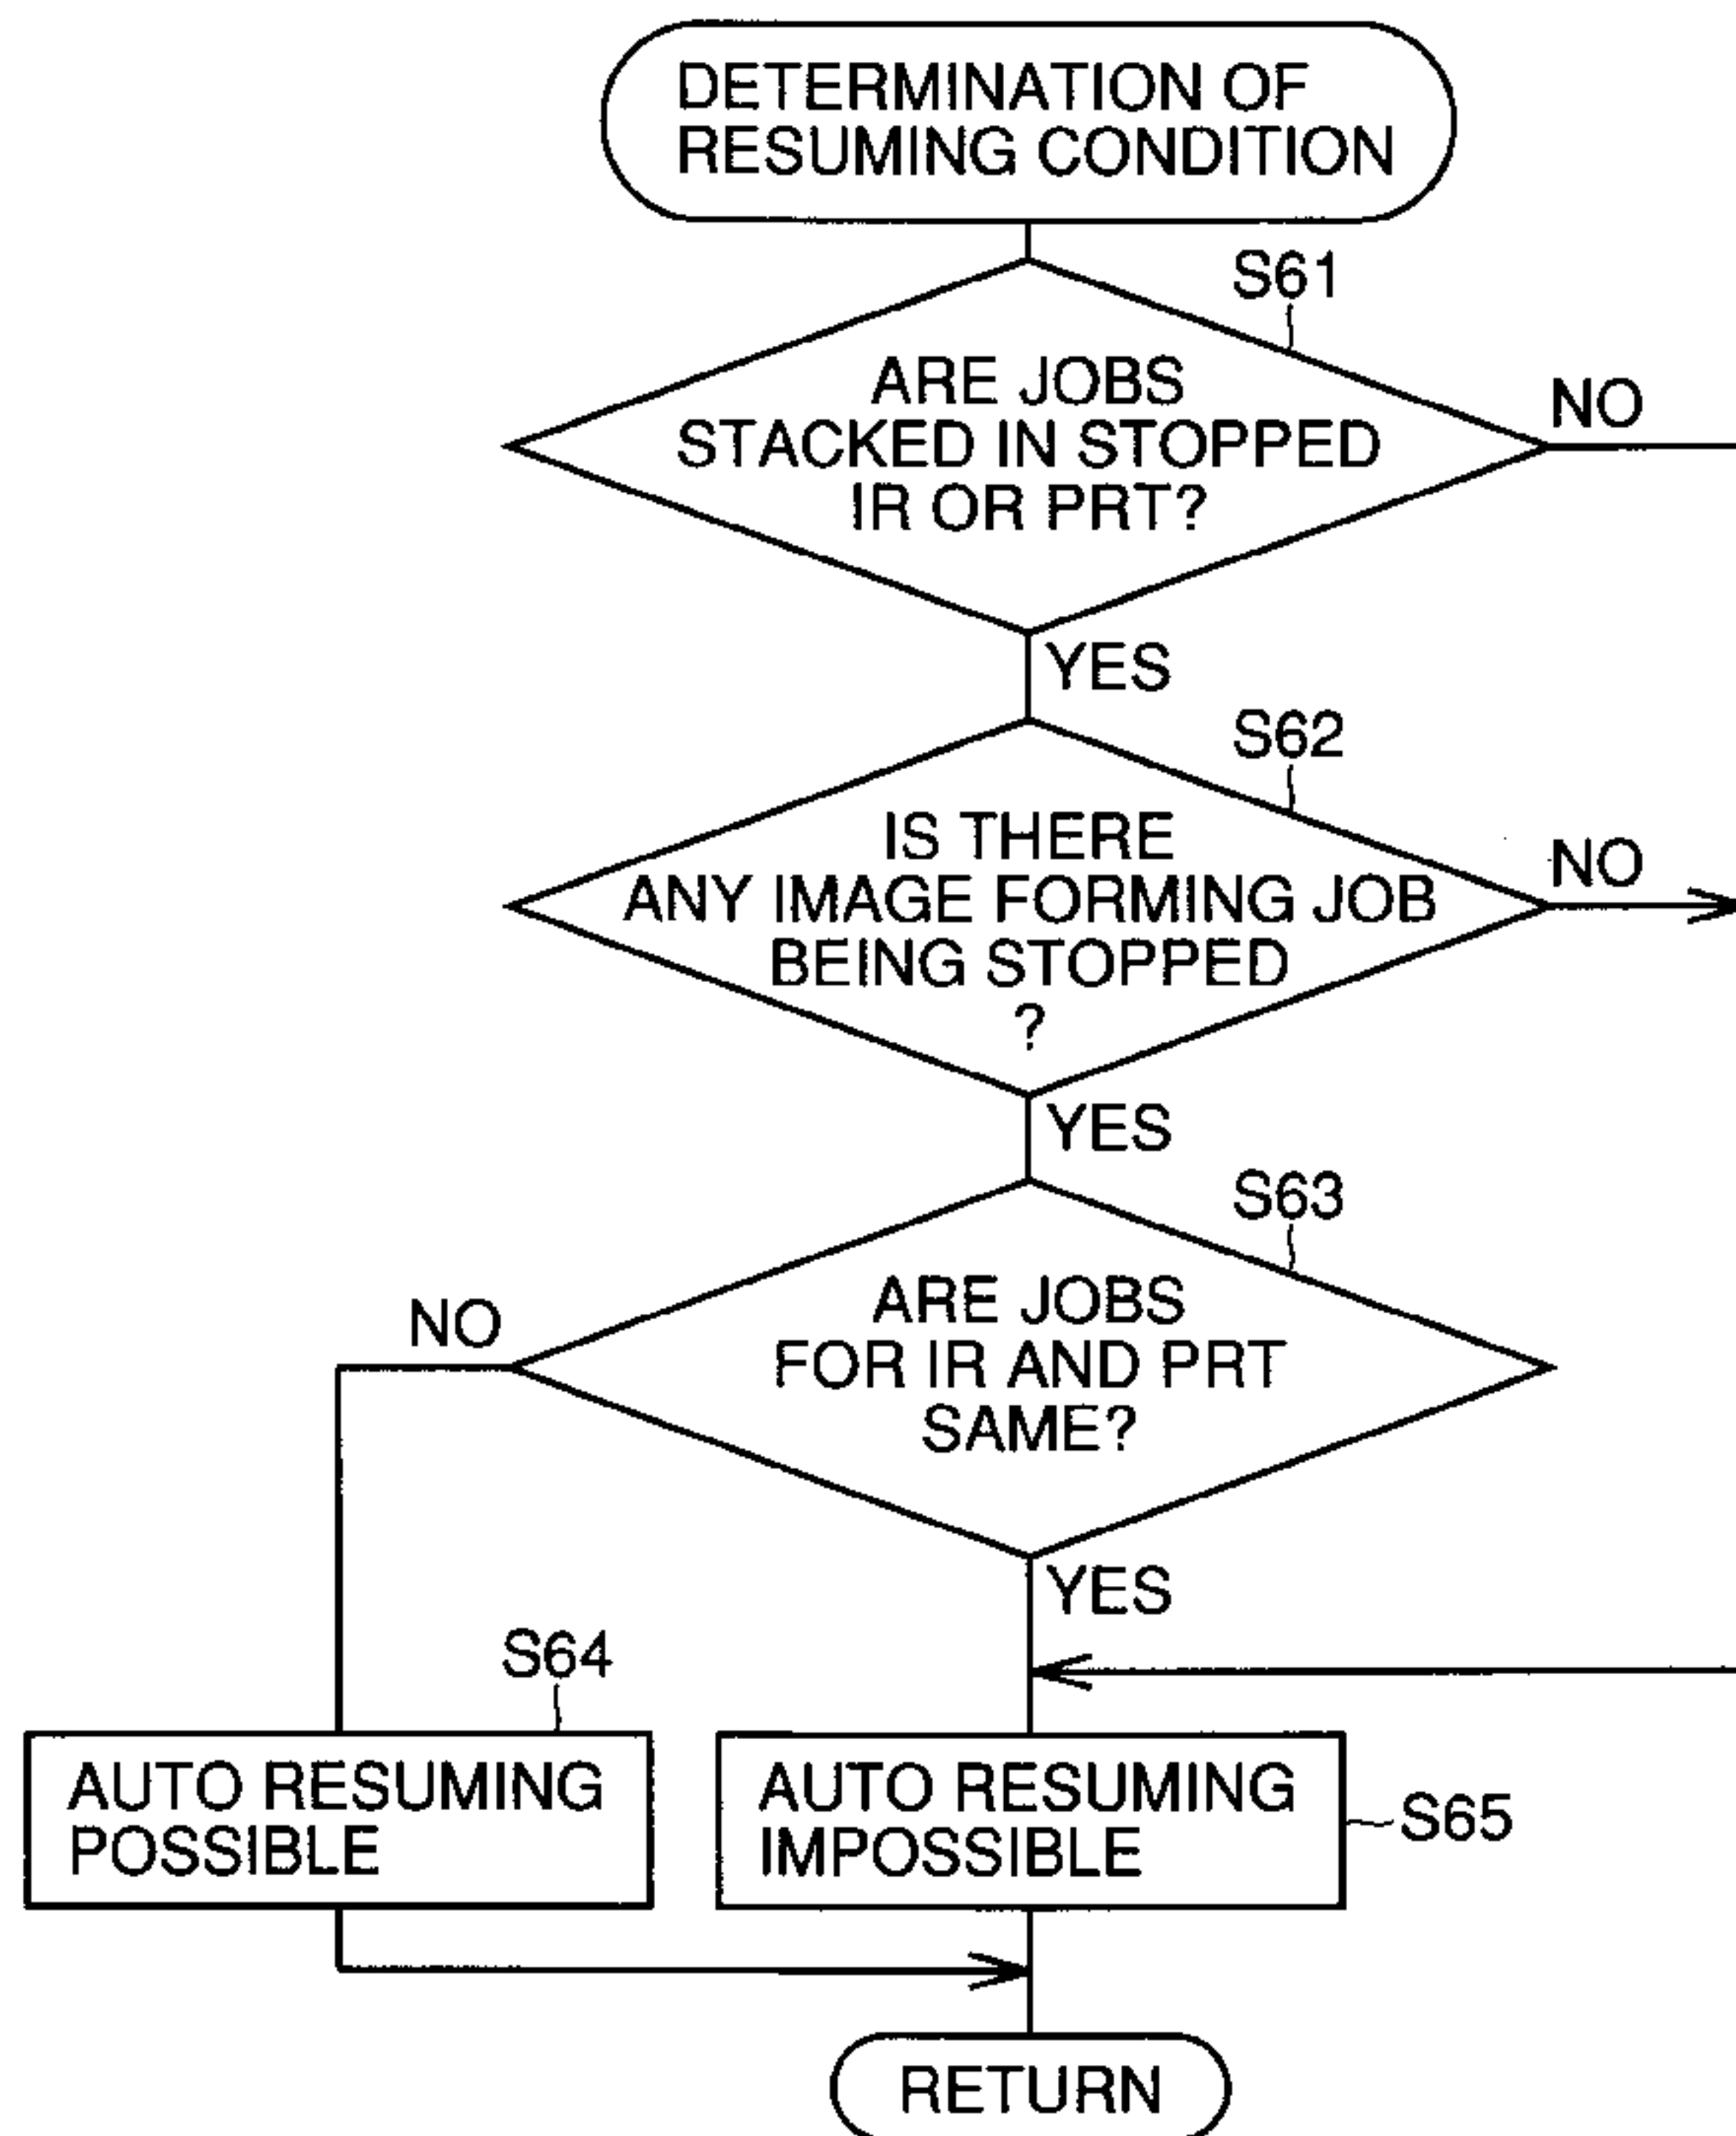 DETERMINATION OF
RESUMING CONDITION
S61
ARE JOBS
STACKED IN STOPPED
IR OR PRT?
NO
YES
S62
IS THERE
ANY IMAGE FORMING JOB
BEING STOPPED
?
NO
YES
S63
ARE JOBS
FOR IR AND PRT
SAME?
NO
YES
S64
AUTO RESUMING
POSSIBLE
AUTO RESUMING
IMPOSSIBLE
S65
RETURN